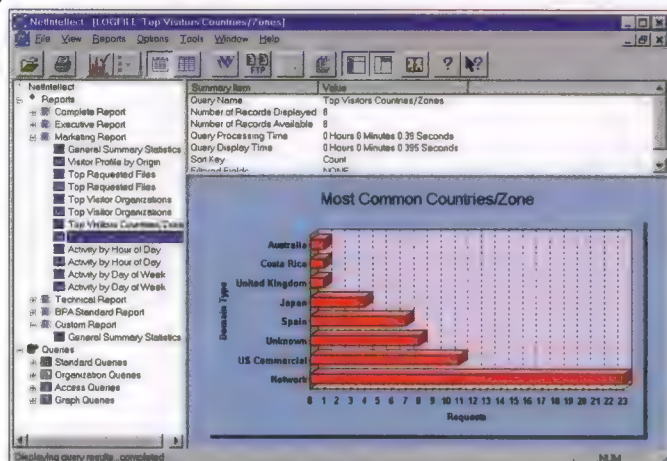 NetIntellect - [LOGFILE Top Visitors Countries/Zones]
File View Reports Options Tools Window Help
FTP
NetIntellect
Reports
Complete Report
Executive Report
Marketing Report
General Summary Statistics
Visitor Profile by Origin
Top Requested Files
Top Requested Files
Top Visitor Organizations
Top Visitor Organizations
Top Visitors Countries/Zone
Activity by Hour of Day
Activity by Hour of Day
Activity by Day of Week
Activity by Day of Week
Technical Report
BPA Standard Report
Custom Report
General Summary Statistics
Queries
Standard Queries
Organization Queries
Access Queries
Graph Queries
Summary Item Value
Query Name Top Visitors Countries/Zones
Number of Records Displayed 8
Number of Records Available 8
Query Processing Time 0 Hours 0 Minutes 0.39 Seconds
Query Display Time 0 Hours 0 Minutes 0.395 Seconds
Sort Key Count
Filtered Fields NONE
Most Common Countries/Zone
Domain Type
Australia
Costa Rica
United Kingdom
Japan
Spain
Unknown
US Commercial
Network
0 1 2 3 4 5 6 7 8 9 10 11 12 13 14 15 16 17 18 19 20 21 22 23
Requests
Displaying query results...completed NUM